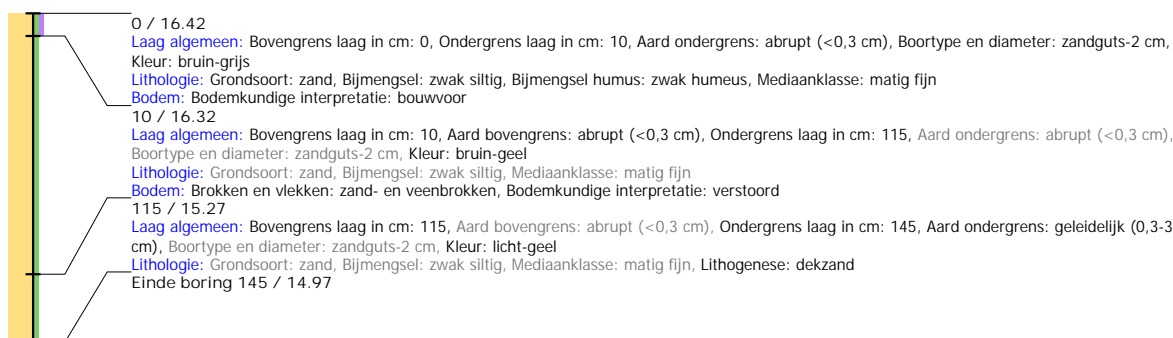 0 / 16.42
Laag algemeen: Bovengrens laag in cm: 0, Ondergrens laag in cm: 10, Aard ondergrens: abrupt (<0,3 cm), Boortype en diameter: zandguts-2 cm,
Kleur: bruin-grijs
Lithologie: Grondsoort: zand, Bijmengsel: zwak siltig, Bijmengsel humus: zwak humeus, Mediaanklasse: matig fijn
Bodem: Bodemkundige interpretatie: bouwvoor
10 / 16.32
Laag algemeen: Bovengrens laag in cm: 10, Aard bovengrens: abrupt (<0,3 cm), Ondergrens laag in cm: 115, Aard ondergrens: abrupt (<0,3 cm),
Boortype en diameter: zandguts-2 cm, Kleur: bruin-geel
Lithologie: Grondsoort: zand, Bijmengsel: zwak siltig, Mediaanklasse: matig fijn
Bodem: Brokken en vlekken: zand- en veenbrokken, Bodemkundige interpretatie: verstoord
115 / 15.27
Laag algemeen: Bovengrens laag in cm: 115, Aard bovengrens: abrupt (<0,3 cm), Ondergrens laag in cm: 145, Aard ondergrens: geleidelijk (0,3-3
cm), Boortype en diameter: zandguts-2 cm, Kleur: licht-geel
Lithologie: Grondsoort: zand, Bijmengsel: zwak siltig, Mediaanklasse: matig fijn, Lithogenese: dekzand
Einde boring 145 / 14.97